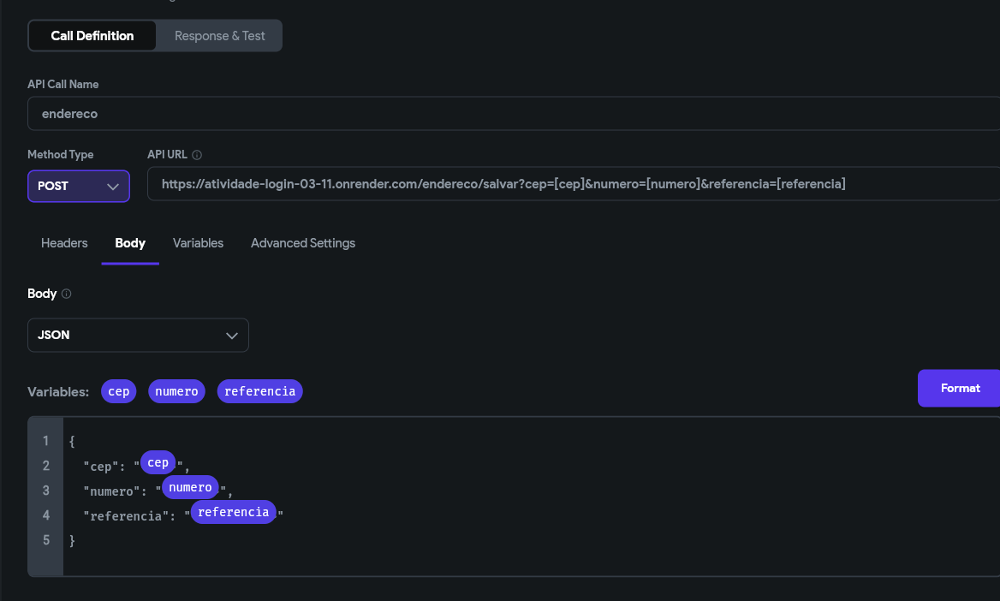 Call Definition Response & Test
API Call Name
endereco
Method Type API URL
POST https://atividade-login-03-11.onrender.com/endereco/salvar?cep=[cep]&numero=[numero]&referencia=[referencia]
Headers Body Variables Advanced Settings
Body
JSON
Variables: cep numero referencia
Format
1 {
2 "cep": "cep",
3 "numero": "numero",
4 "referencia": "referencia"
5 }